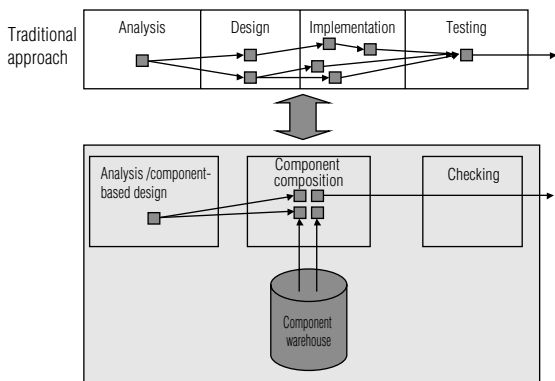 Traditional
approach
Analysis
Design
Implementation
Testing
Analysis /component-
based design
Component
composition
Checking
Component
warehouse